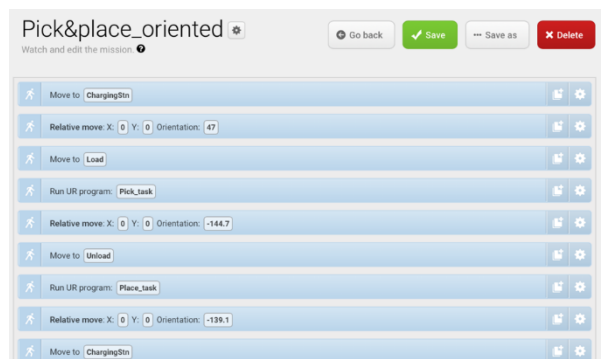 Pick&place_oriented
Watch and edit the mission. ?
Go back
Save
Save as
Delete
Move to ChargingStn
Relative move: X: 0 Y: 0 Orientation: 47
Move to Load
Run UR program: Pick_task
Relative move: X: 0 Y: 0 Orientation: -144.7
Move to Unload
Run UR program: Place_task
Relative move: X: 0 Y: 0 Orientation: -139.1
Move to ChargingStn